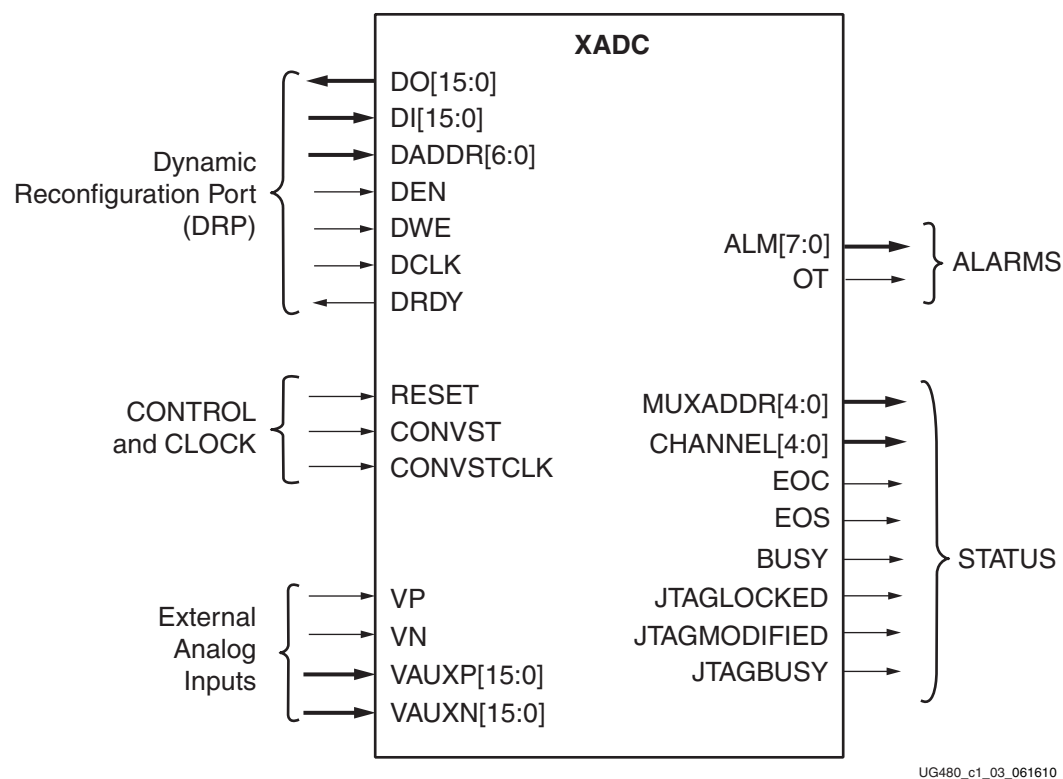 XADC
Dynamic
Reconfiguration Port
(DRP)
DO[15:0]
DI[15:0]
DADDR[6:0]
DEN
DWE
DCLK
DRDY
CONTROL
and CLOCK
RESET
CONVST
CONVSTCLK
External
Analog
Inputs
VP
VN
VAUXP[15:0]
VAUXN[15:0]
ALM[7:0]
OT
ALARMS
MUXADDR[4:0]
CHANNEL[4:0]
EOC
EOS
BUSY
JTAGLOCKED
JTAGMODIFIED
JTAGBUSY
STATUS
UG480_c1_03_061610